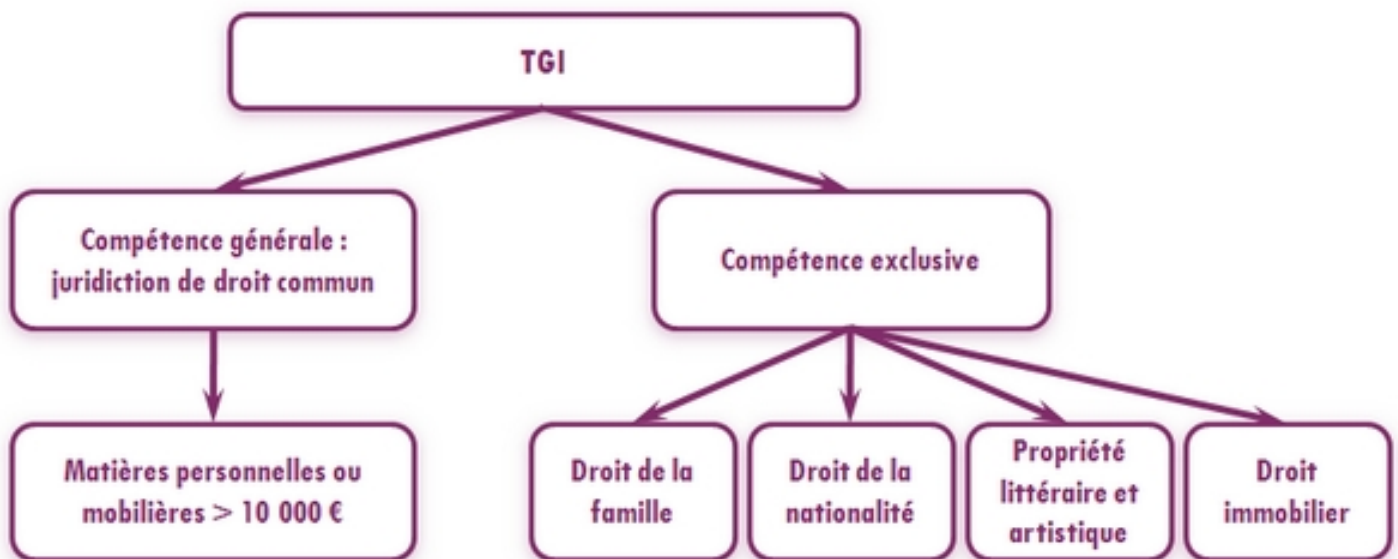 TGI
Compétence générale :
juridiction de droit commun
Compétence exclusive
Matières personnelles ou
mobilières > 10 000 €
Droit de la
famille
Droit de la
nationalité
Propriété
littéraire et
artistique
Droit
immobilier